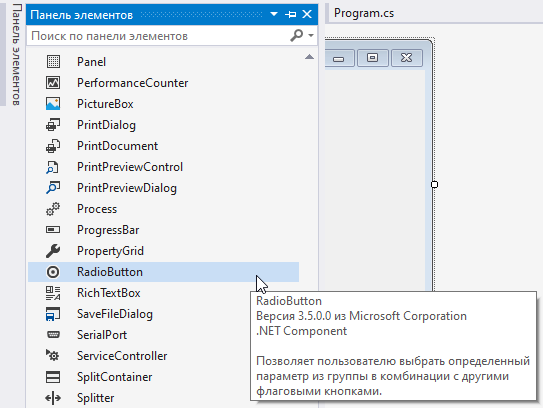 Панель элементов
Панель элементов
Program.cs
Поиск по панели элементов
Panel
PerformanceCounter
PictureBox
PrintDialog
PrintDocument
PrintPreviewControl
PrintPreviewDialog
Process
ProgressBar
PropertyGrid
RadioButton
RichTextBox
SaveFileDialog
SerialPort
ServiceController
SplitContainer
Splitter
RadioButton
Версия 3.5.0.0 из Microsoft Corporation
.NET Component
Позволяет пользователю выбрать определенный
параметр из группы в комбинации с другими
флаговыми кнопками.